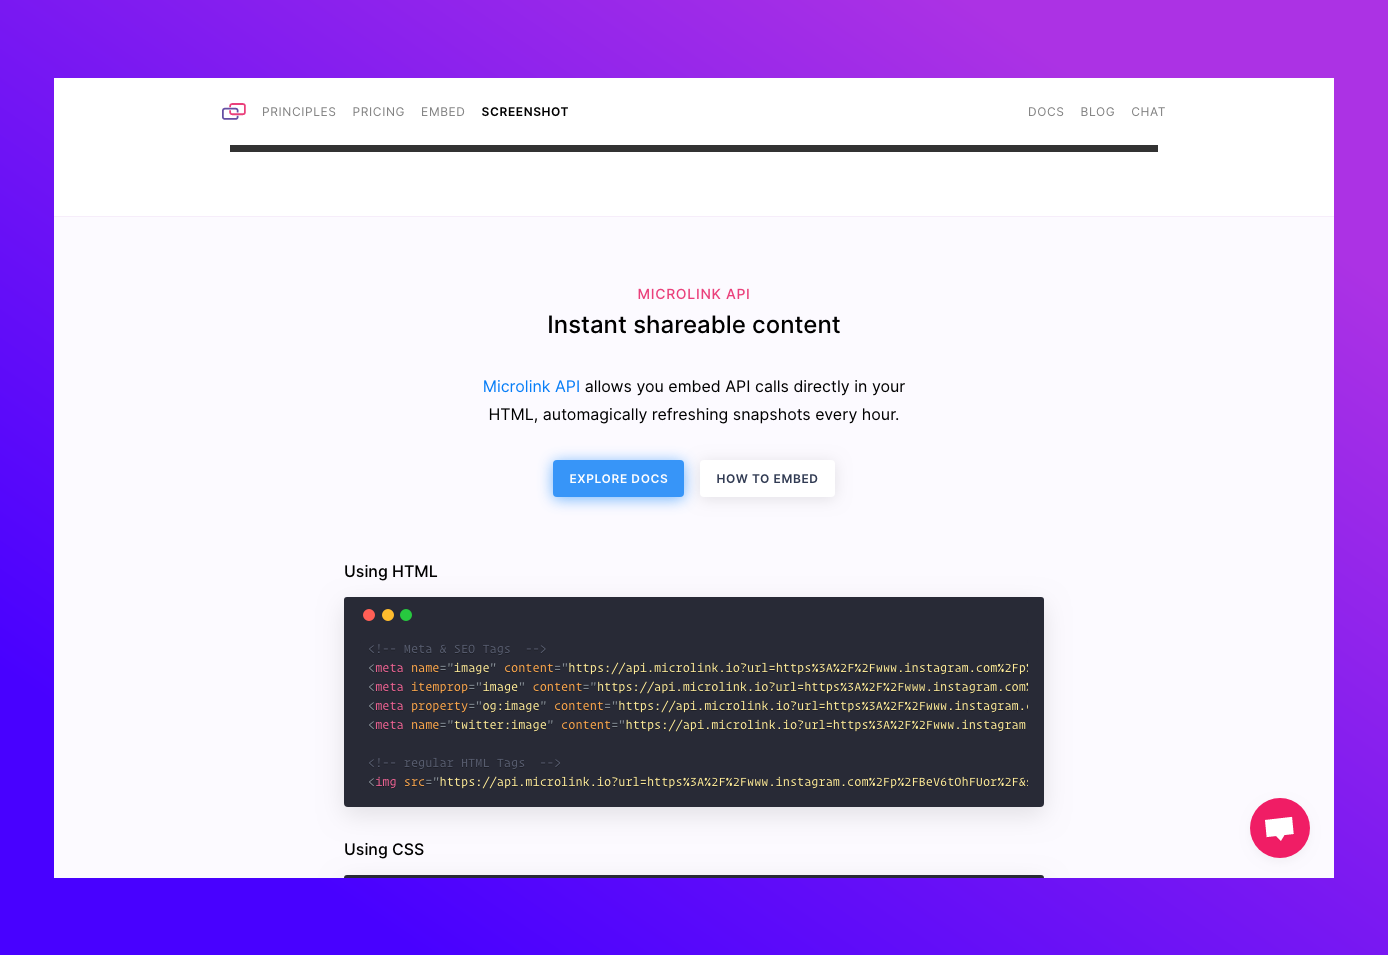 PRINCIPLES PRICING EMBED SCREENSHOT DOCS BLOG CHAT
MICROLINK API
Instant shareable content
Microlink API allows you embed API calls directly in your
HTML, automagically refreshing snapshots every hour.
EXPLORE DOCS HOW TO EMBED
Using HTML
<!-- Meta & SEO Tags  -->
<meta name="image" content="https://api.microlink.io?url=https%3A%2F%2Fwww.instagram.com%2Fp%
<meta itemprop="image" content="https://api.microlink.io?url=https%3A%2F%2Fwww.instagram.com%
<meta property="og:image" content="https://api.microlink.io?url=https%3A%2F%2Fwww.instagram.
<meta name="twitter:image" content="https://api.microlink.io?url=https%3A%2F%2Fwww.instagram
<!-- regular HTML Tags  -->
<img src="https://api.microlink.io?url=https%3A%2F%2Fwww.instagram.com%2Fp%2FBeV6tOhFUor%2F&
Using CSS